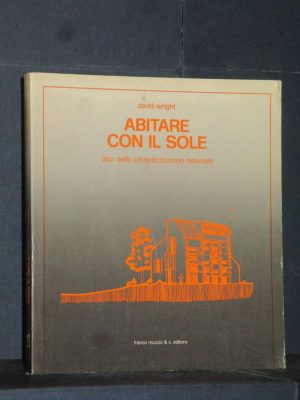 david wright
ABITARE
CON IL SOLE
abc della climatizzazione naturale
franco muzzio & c. editore